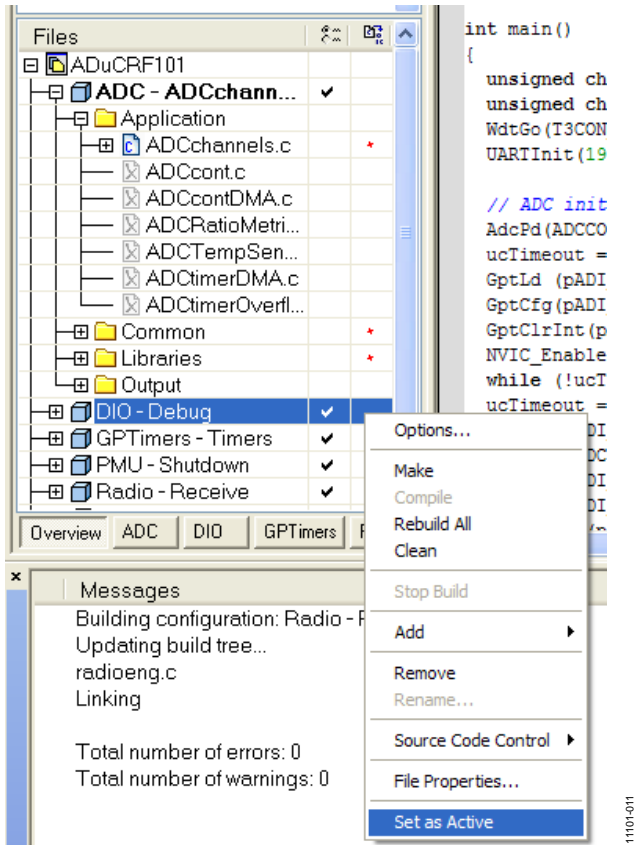 Files
ADuCRF101
ADC - ADCchann...
Application
ADCchannels.c
ADCcont.c
ADCcontDMA.c
ADCRatioMetri...
ADCTempSen...
ADCtimerDMA.c
ADCtimerOverfl...
Common
Libraries
Output
DIO - Debug
GPTimers - Timers
PMU - Shutdown
Radio - Receive
Overview ADC DIO GPTimers
int main()
{
unsigned ch
unsigned ch
WdtGo(T3CON
UARTInit(19
// ADC init
AdcPd(ADCCO
ucTimeout =
GptLd (pADI
GptCfg(pADI
GptClrInt(p
NVIC_Enable
while (!ucT
ucTimeout =
Options...
Make
Compile
Rebuild All
Clean
Stop Build
Add
Remove
Rename...
Source Code Control
File Properties...
Set as Active
Messages
Building configuration: Radio -
Updating build tree...
radioeng.c
Linking
Total number of errors: 0
Total number of warnings: 0
11101-011